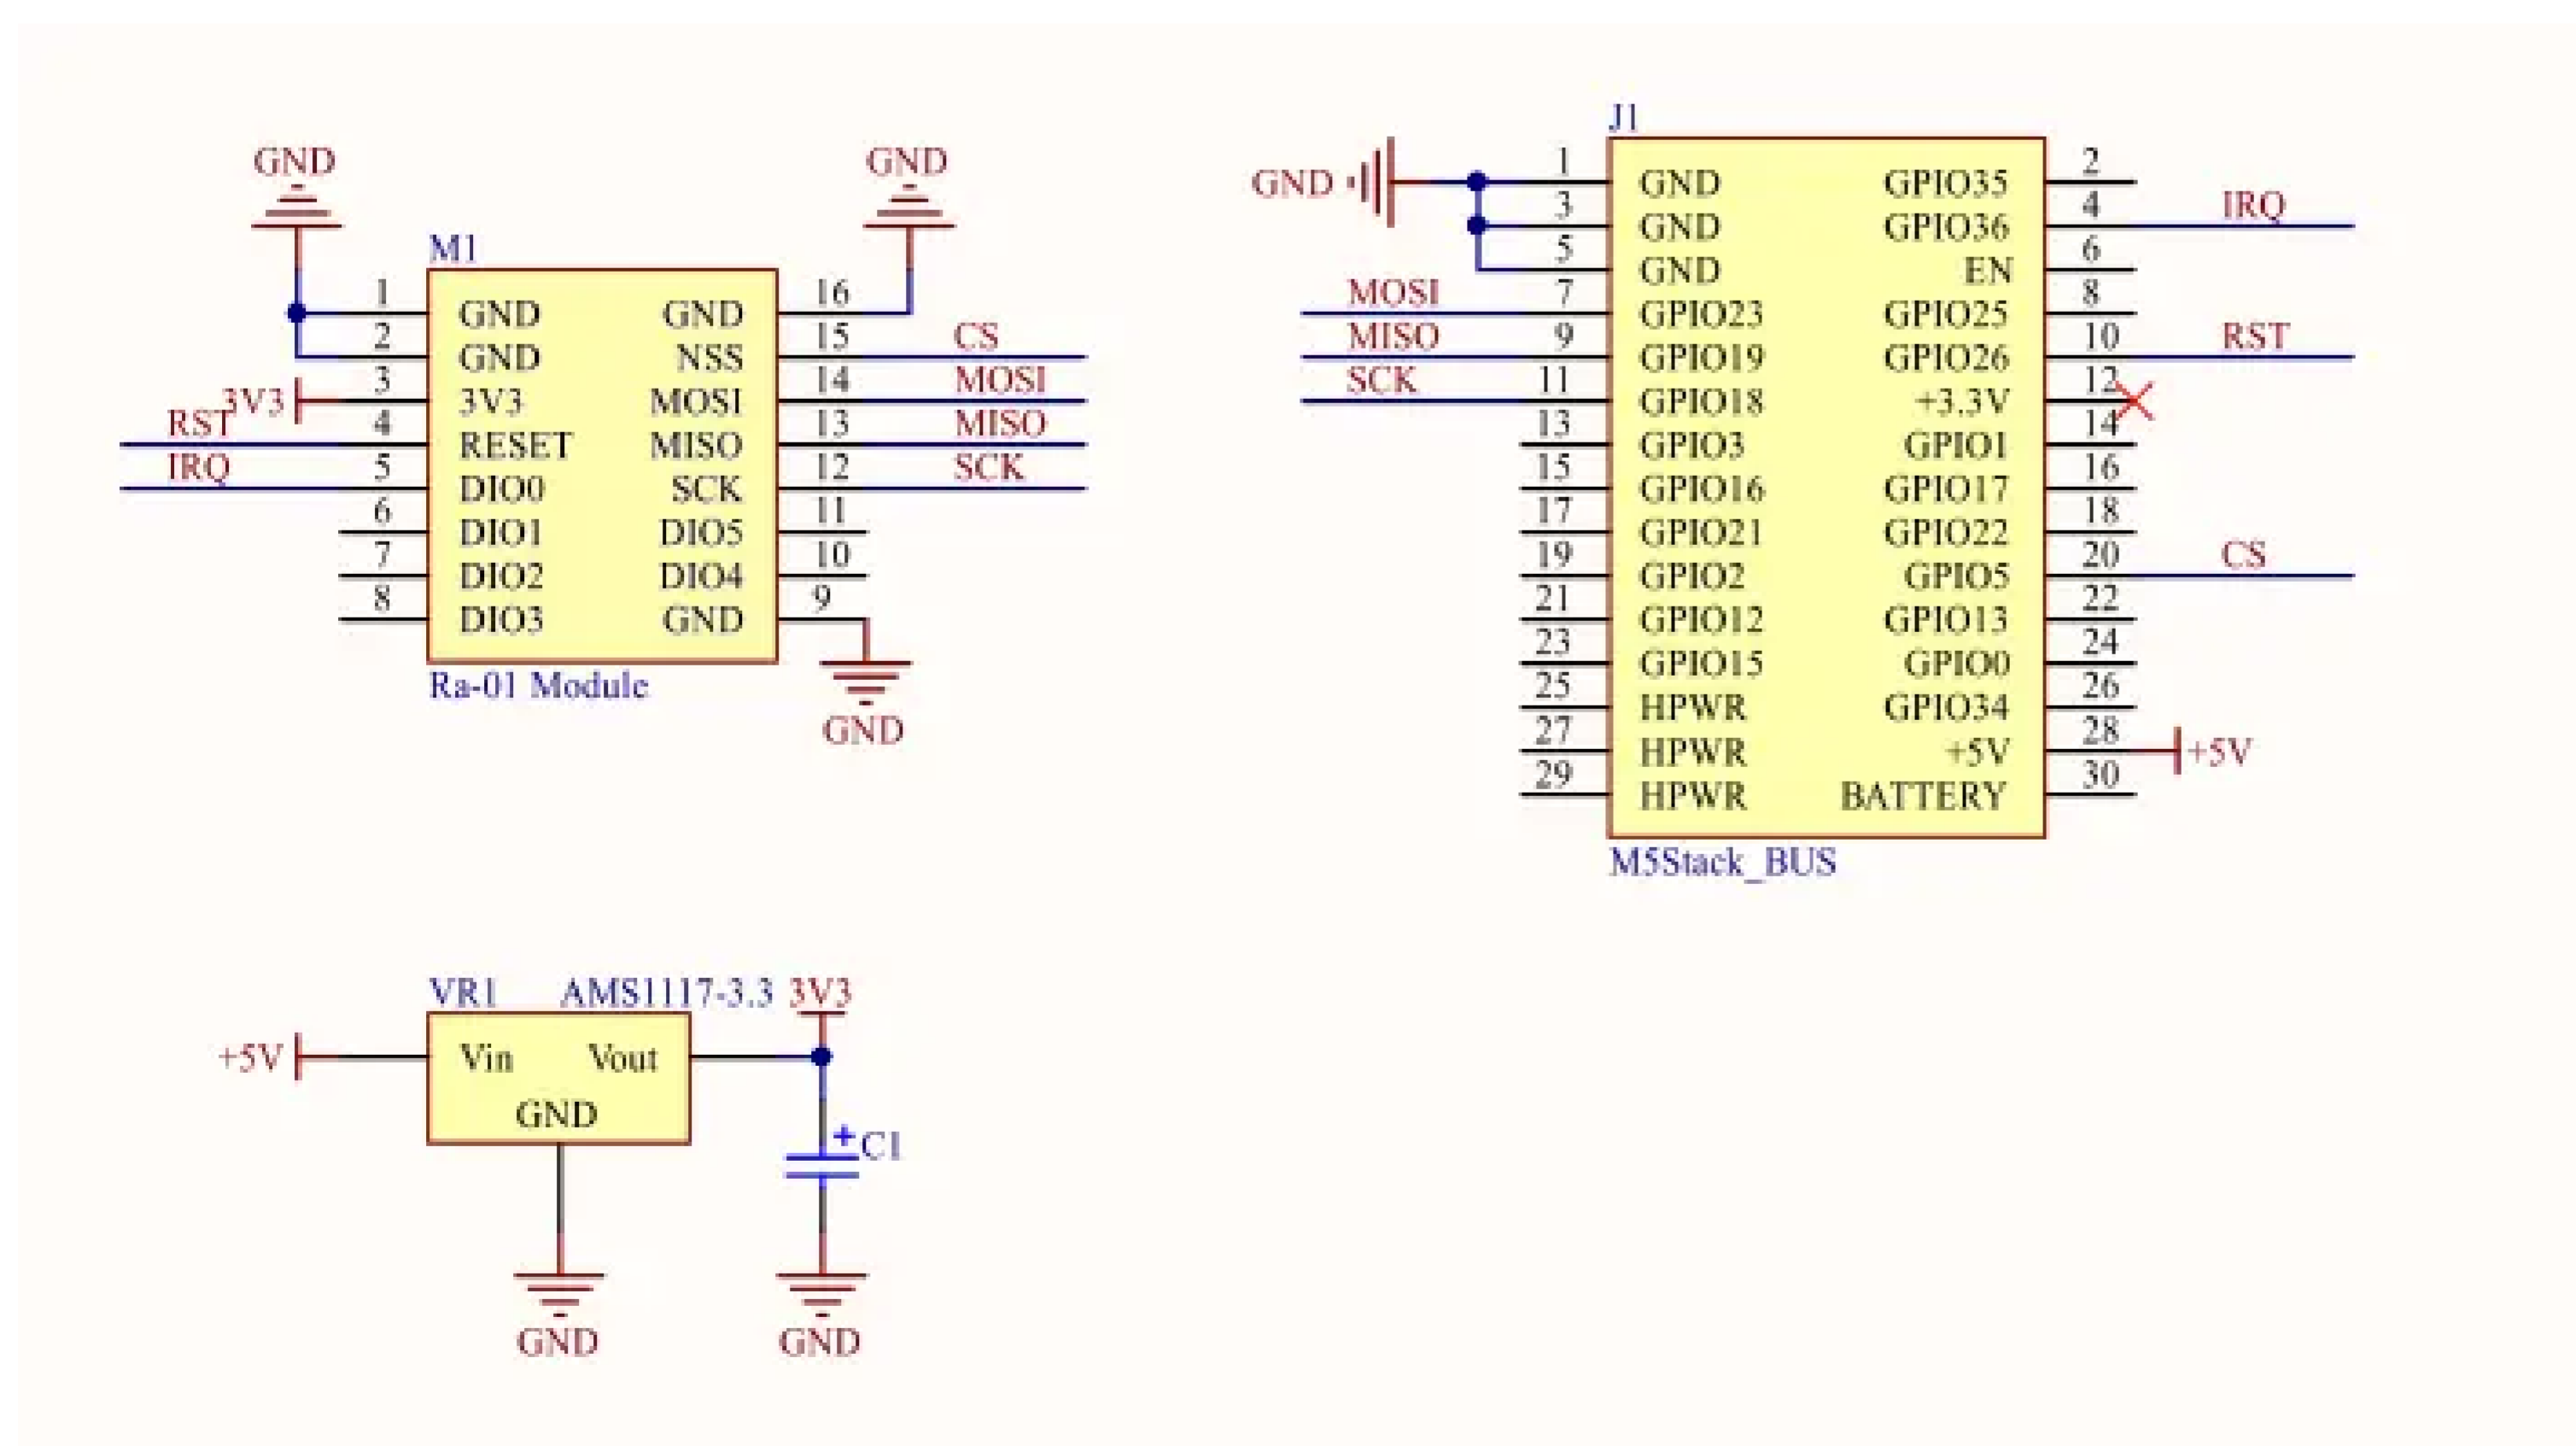 GND
GND
M1
1 GND GND 16
2 GND NSS 15 CS
3V3 3 3V3 MOSI 14 MOSI
RST 4 RESET MISO 13 MISO
IRQ 5 DIO0 SCK 12 SCK
6 DIO1 DIO5 11
7 DIO2 DIO4 10
8 DIO3 GND 9
Ra-01 Module
GND
J1
GND 1 GND GPIO35 2
3 GND GPIO36 4 IRQ
5 GND EN 6
MOSI 7 GPIO23 GPIO25 8
MISO 9 GPIO19 GPIO26 10 RST
SCK 11 GPIO18 +3.3V 12
13 GPIO3 GPIO1 14
15 GPIO16 GPIO17 16
17 GPIO21 GPIO22 18
19 GPIO2 GPIO5 20 CS
21 GPIO12 GPIO13 22
23 GPIO15 GPIO0 24
25 HPWR GPIO34 26
27 HPWR +5V 28 +5V
29 HPWR BATTERY 30
M5Stack_BUS
VR1 AMS1117-3.3 3V3
+5V Vin Vout
GND
+ C1
GND
GND